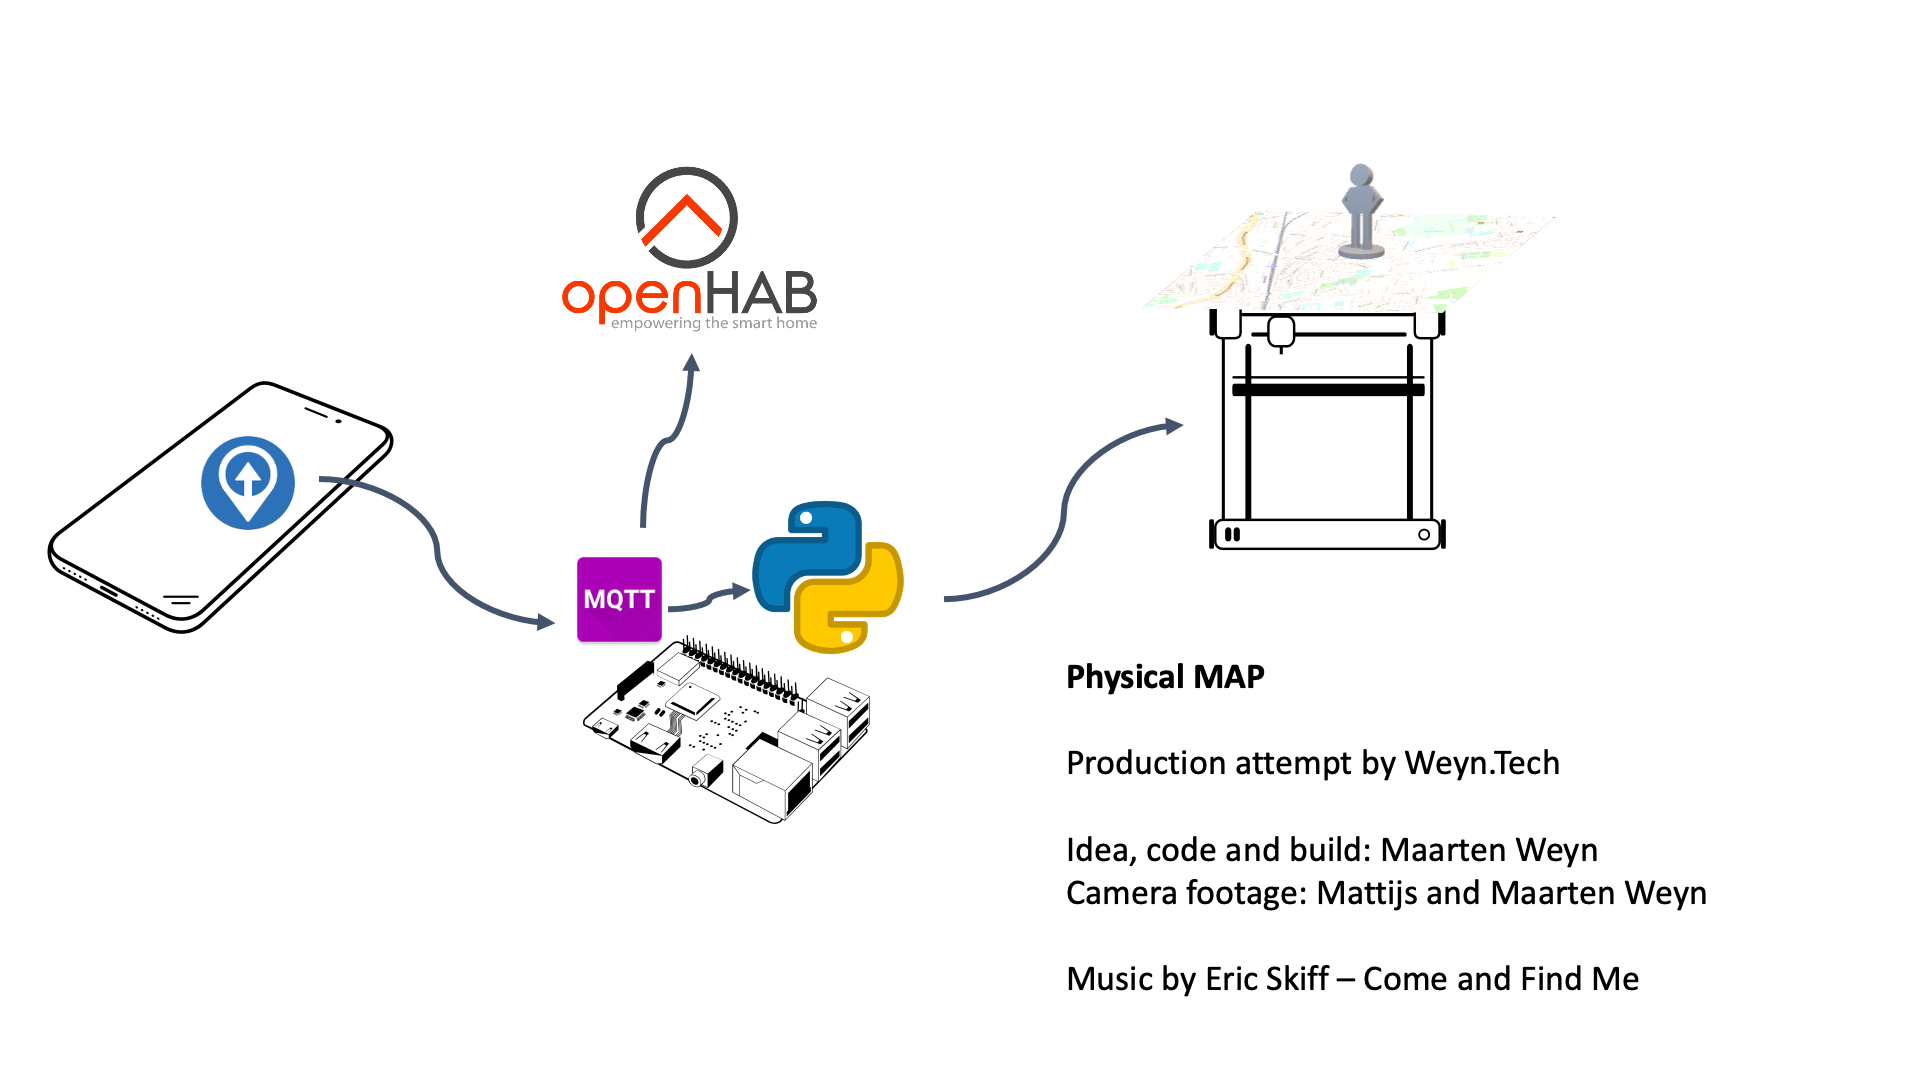 openHAB
empowering the smart home
MQTT
Physical MAP
Production attempt by Weyn.Tech
Idea, code and build: Maarten Weyn
Camera footage: Mattijs and Maarten Weyn
Music by Eric Skiff – Come and Find Me